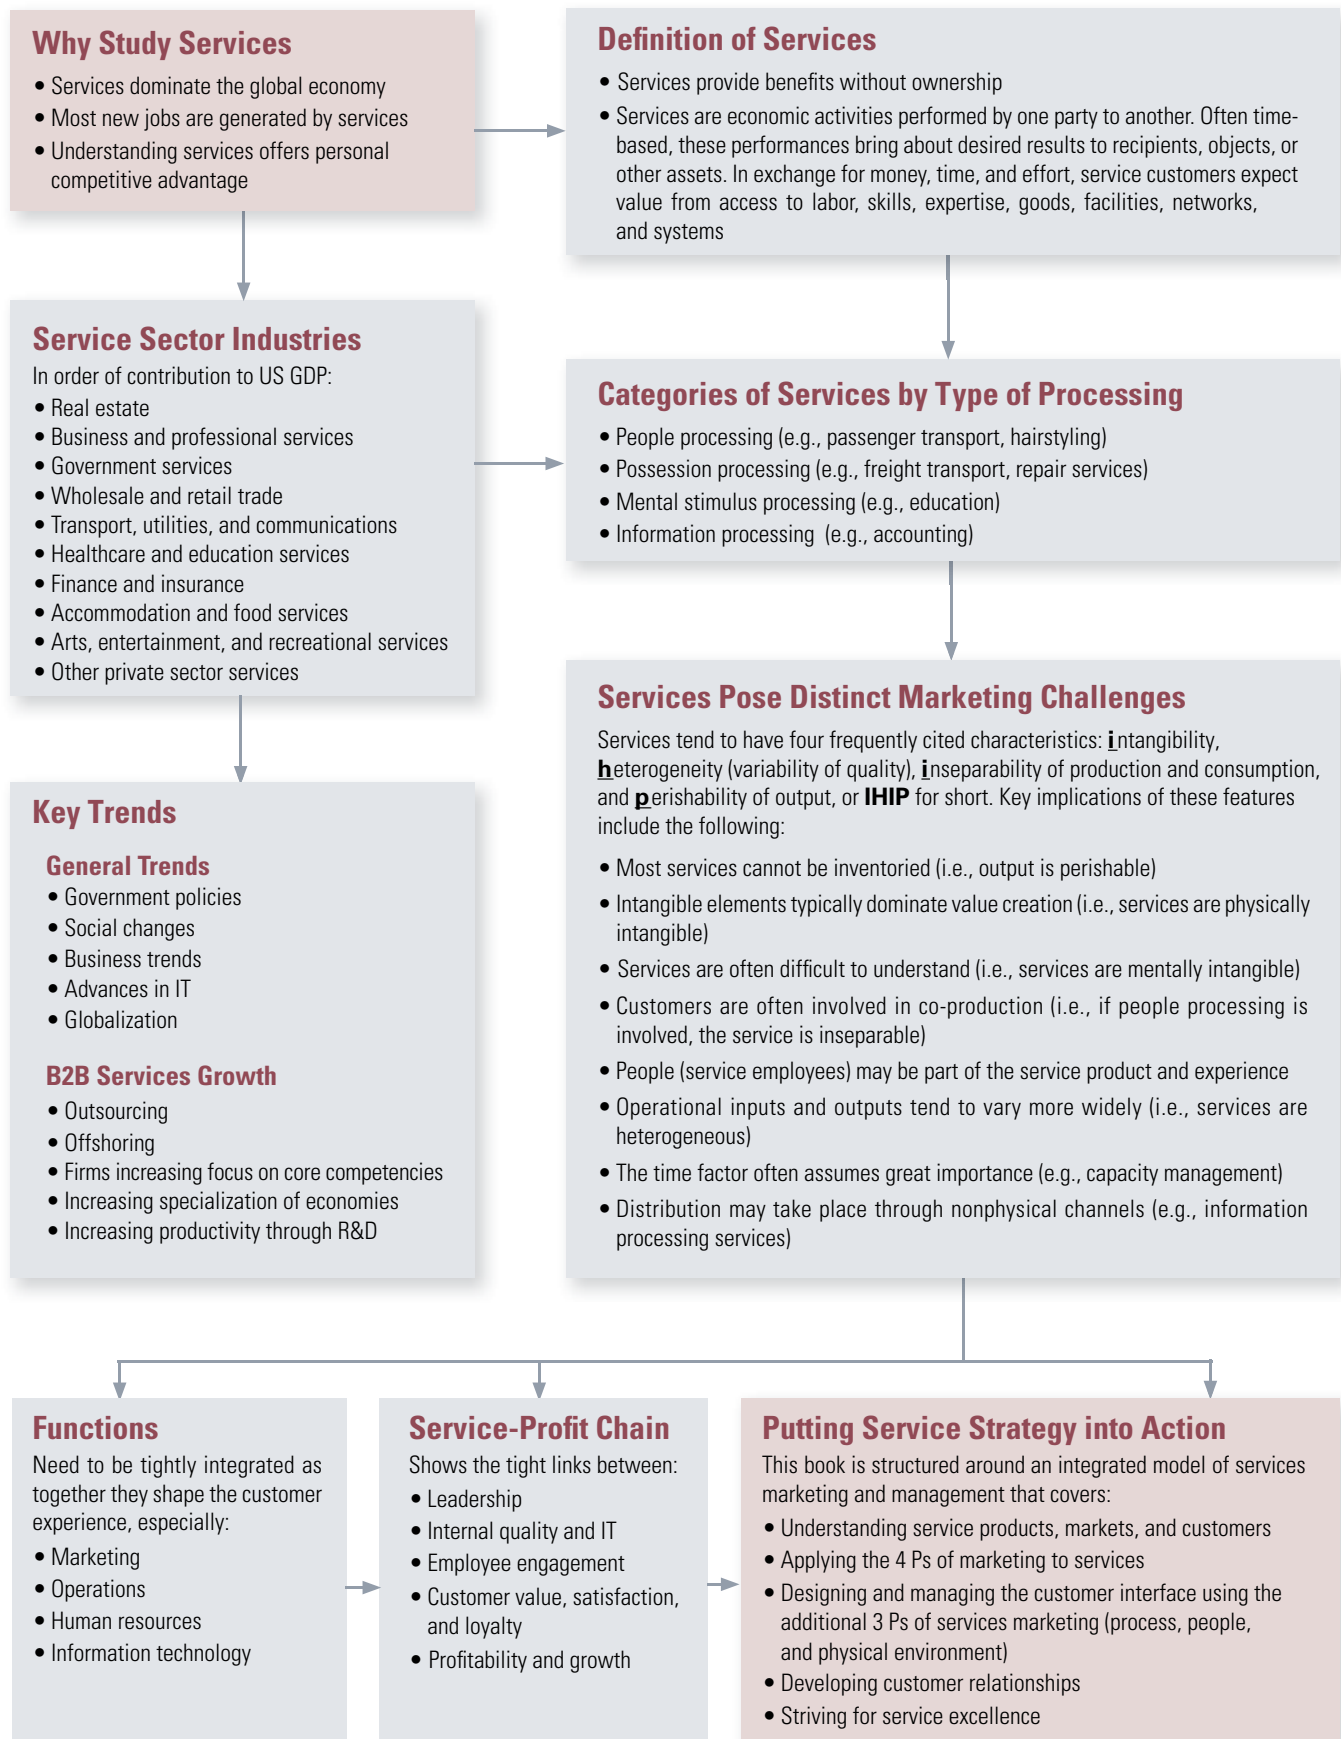 Why Study Services
• Services dominate the global economy
• Most new jobs are generated by services
• Understanding services offers personal
competitive advantage
Definition of Services
• Services provide benefits without ownership
• Services are economic activities performed by one party to another. Often time-
based, these performances bring about desired results to recipients, objects, or
other assets. In exchange for money, time, and effort, service customers expect
value from access to labor, skills, expertise, goods, facilities, networks,
and systems
Service Sector Industries
In order of contribution to US GDP:
• Real estate
• Business and professional services
• Government services
• Wholesale and retail trade
• Transport, utilities, and communications
• Healthcare and education services
• Finance and insurance
• Accommodation and food services
• Arts, entertainment, and recreational services
• Other private sector services
Categories of Services by Type of Processing
• People processing (e.g., passenger transport, hairstyling)
• Possession processing (e.g., freight transport, repair services)
• Mental stimulus processing (e.g., education)
• Information processing (e.g., accounting)
Key Trends
General Trends
• Government policies
• Social changes
• Business trends
• Advances in IT
• Globalization
B2B Services Growth
• Outsourcing
• Offshoring
• Firms increasing focus on core competencies
• Increasing specialization of economies
• Increasing productivity through R&D
Services Pose Distinct Marketing Challenges
Services tend to have four frequently cited characteristics: intangibility,
heterogeneity (variability of quality), inseparability of production and consumption,
and perishability of output, or IHIP for short. Key implications of these features
include the following:
• Most services cannot be inventoried (i.e., output is perishable)
• Intangible elements typically dominate value creation (i.e., services are physically
intangible)
• Services are often difficult to understand (i.e., services are mentally intangible)
• Customers are often involved in co-production (i.e., if people processing is
involved, the service is inseparable)
• People (service employees) may be part of the service product and experience
• Operational inputs and outputs tend to vary more widely (i.e., services are
heterogeneous)
• The time factor often assumes great importance (e.g., capacity management)
• Distribution may take place through nonphysical channels (e.g., information
processing services)
Functions
Need to be tightly integrated as
together they shape the customer
experience, especially:
• Marketing
• Operations
• Human resources
• Information technology
Service-Profit Chain
Shows the tight links between:
• Leadership
• Internal quality and IT
• Employee engagement
• Customer value, satisfaction,
and loyalty
• Profitability and growth
Putting Service Strategy into Action
This book is structured around an integrated model of services
marketing and management that covers:
• Understanding service products, markets, and customers
• Applying the 4 Ps of marketing to services
• Designing and managing the customer interface using the
additional 3 Ps of services marketing (process, people,
and physical environment)
• Developing customer relationships
• Striving for service excellence